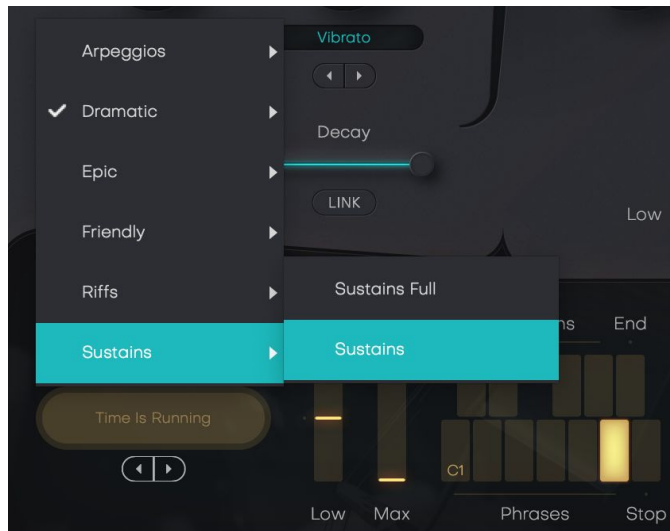 Arpeggios
Dramatic
Epic
Friendly
Riffs
Sustains
Vibrato
Decay
LINK
Low
Sustains Full
Sustains
ns
End
Time Is Running
C1
Low
Max
Phrases
Stop